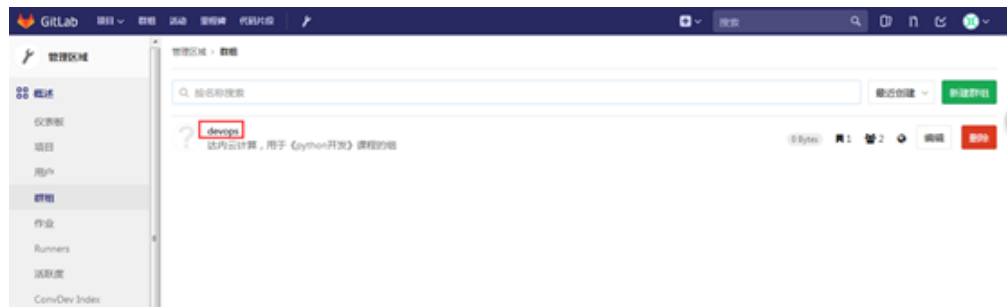 GitLab 项目 群组 活动 里程碑 代码片段 搜索
管理区域
管理区域 › 群组
概述
按名称搜索 最近创建 新建群组
仪表板
devops
达内云计算，用于《python开发》课程的组
0 Bytes 1 2 编辑 删除
项目
用户
群组
作业
Runners
活跃度
ConvDev Index